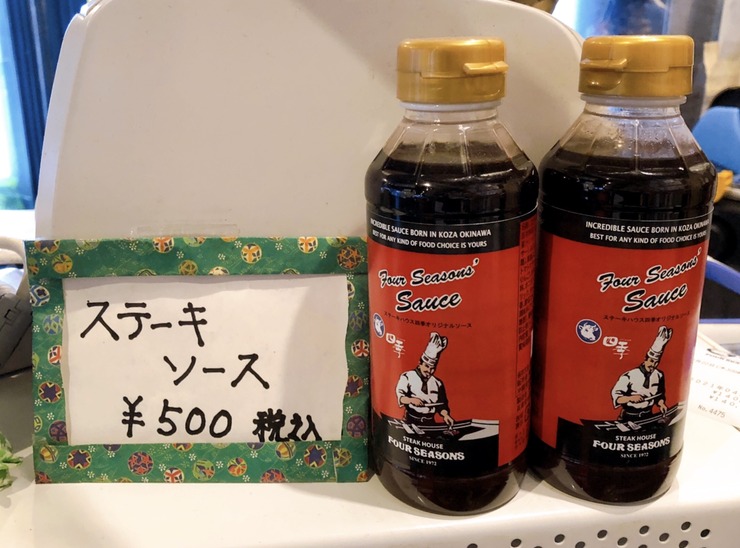 ステーキ
ソース
¥500 税込
INCREDIBLE SAUCE BORN IN KOZA OKINAWA
BEST FOR ANY KIND OF FOOD CHOICE IS YOURS
Four Seasons'
Sauce
ステーキハウス四季オリジナルソース
四季
STEAK HOUSE
FOUR SEASONS
SINCE 1972
INCREDIBLE SAUCE BORN IN KOZA OKIN
BEST FOR ANY KIND OF FOOD CHOICE IS YOURS
Four Seasons'
Sauce
ステーキハウス四季オリジナルソース
四季
STEAK HOUSE
FOUR SEASONS
SINCE 1972
No.4475